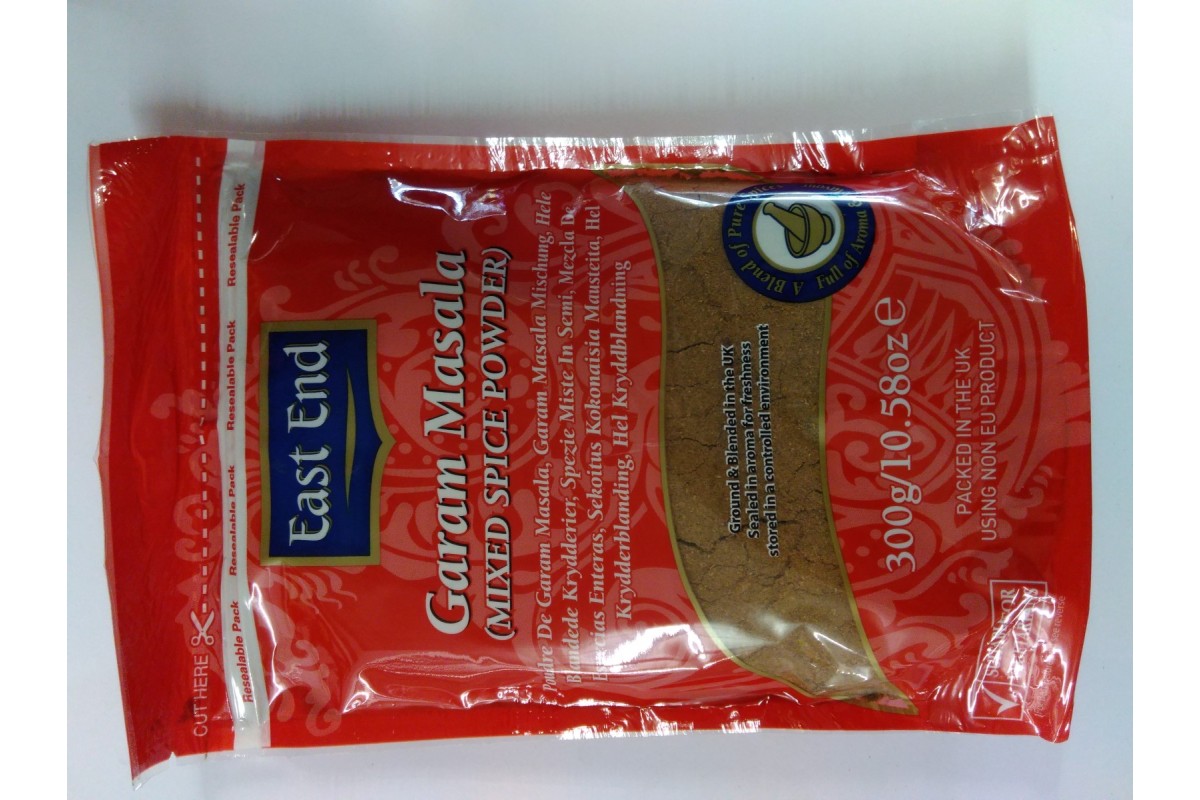 CUT HERE
Resealable Pack Resealable Pack Resealable Pack Resealable Pack
East End
Garam Masala
(MIXED SPICE POWDER)
Poudre De Garam Masala, Garam Masala Mischung, Hele
Blandede Krydderier, Spezie Miste In Semi, Mezcla De
Enteras, Sekoitus Kokonaisia Mausteita, Hel
Krydderblanding, Hel Kryddblandning
A Blend of Pure
Full of Aroma
Ground & Blended in the UK
Sealed in aroma for freshness
stored in a controlled environment
300g/10.58oz e
PACKED IN THE UK
USING NON EU PRODUCT